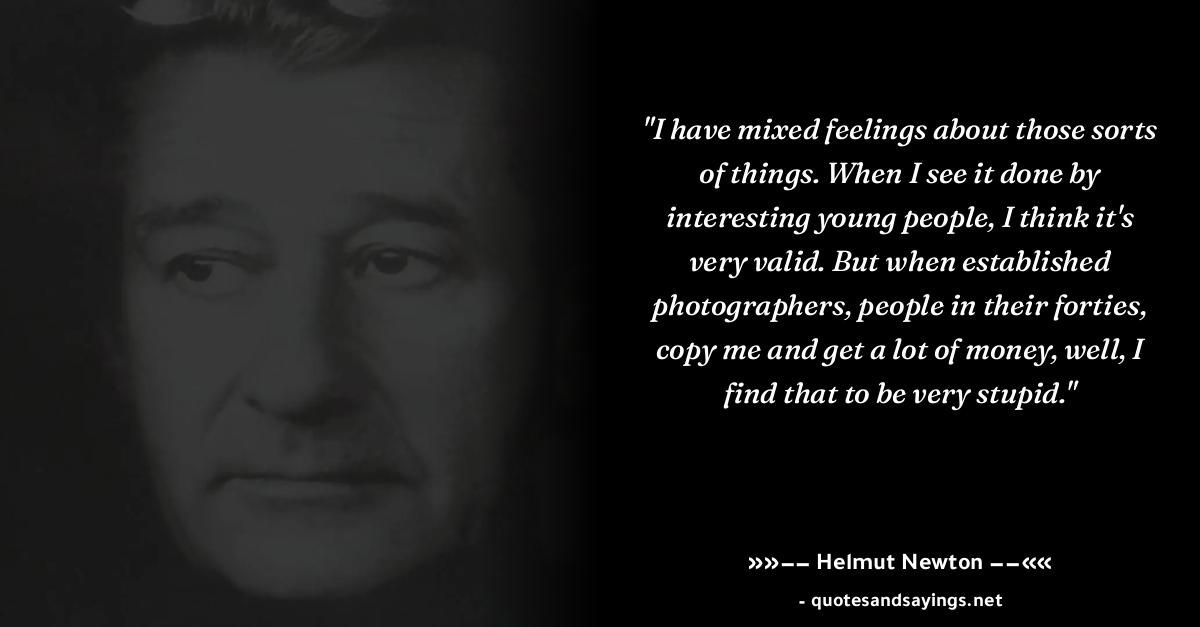 "I have mixed feelings about those sorts
of things. When I see it done by
interesting young people, I think it's
very valid. But when established
photographers, people in their forties,
copy me and get a lot of money, well, I
find that to be very stupid."
»»−− Helmut Newton −−««
- quotesandsayings.net